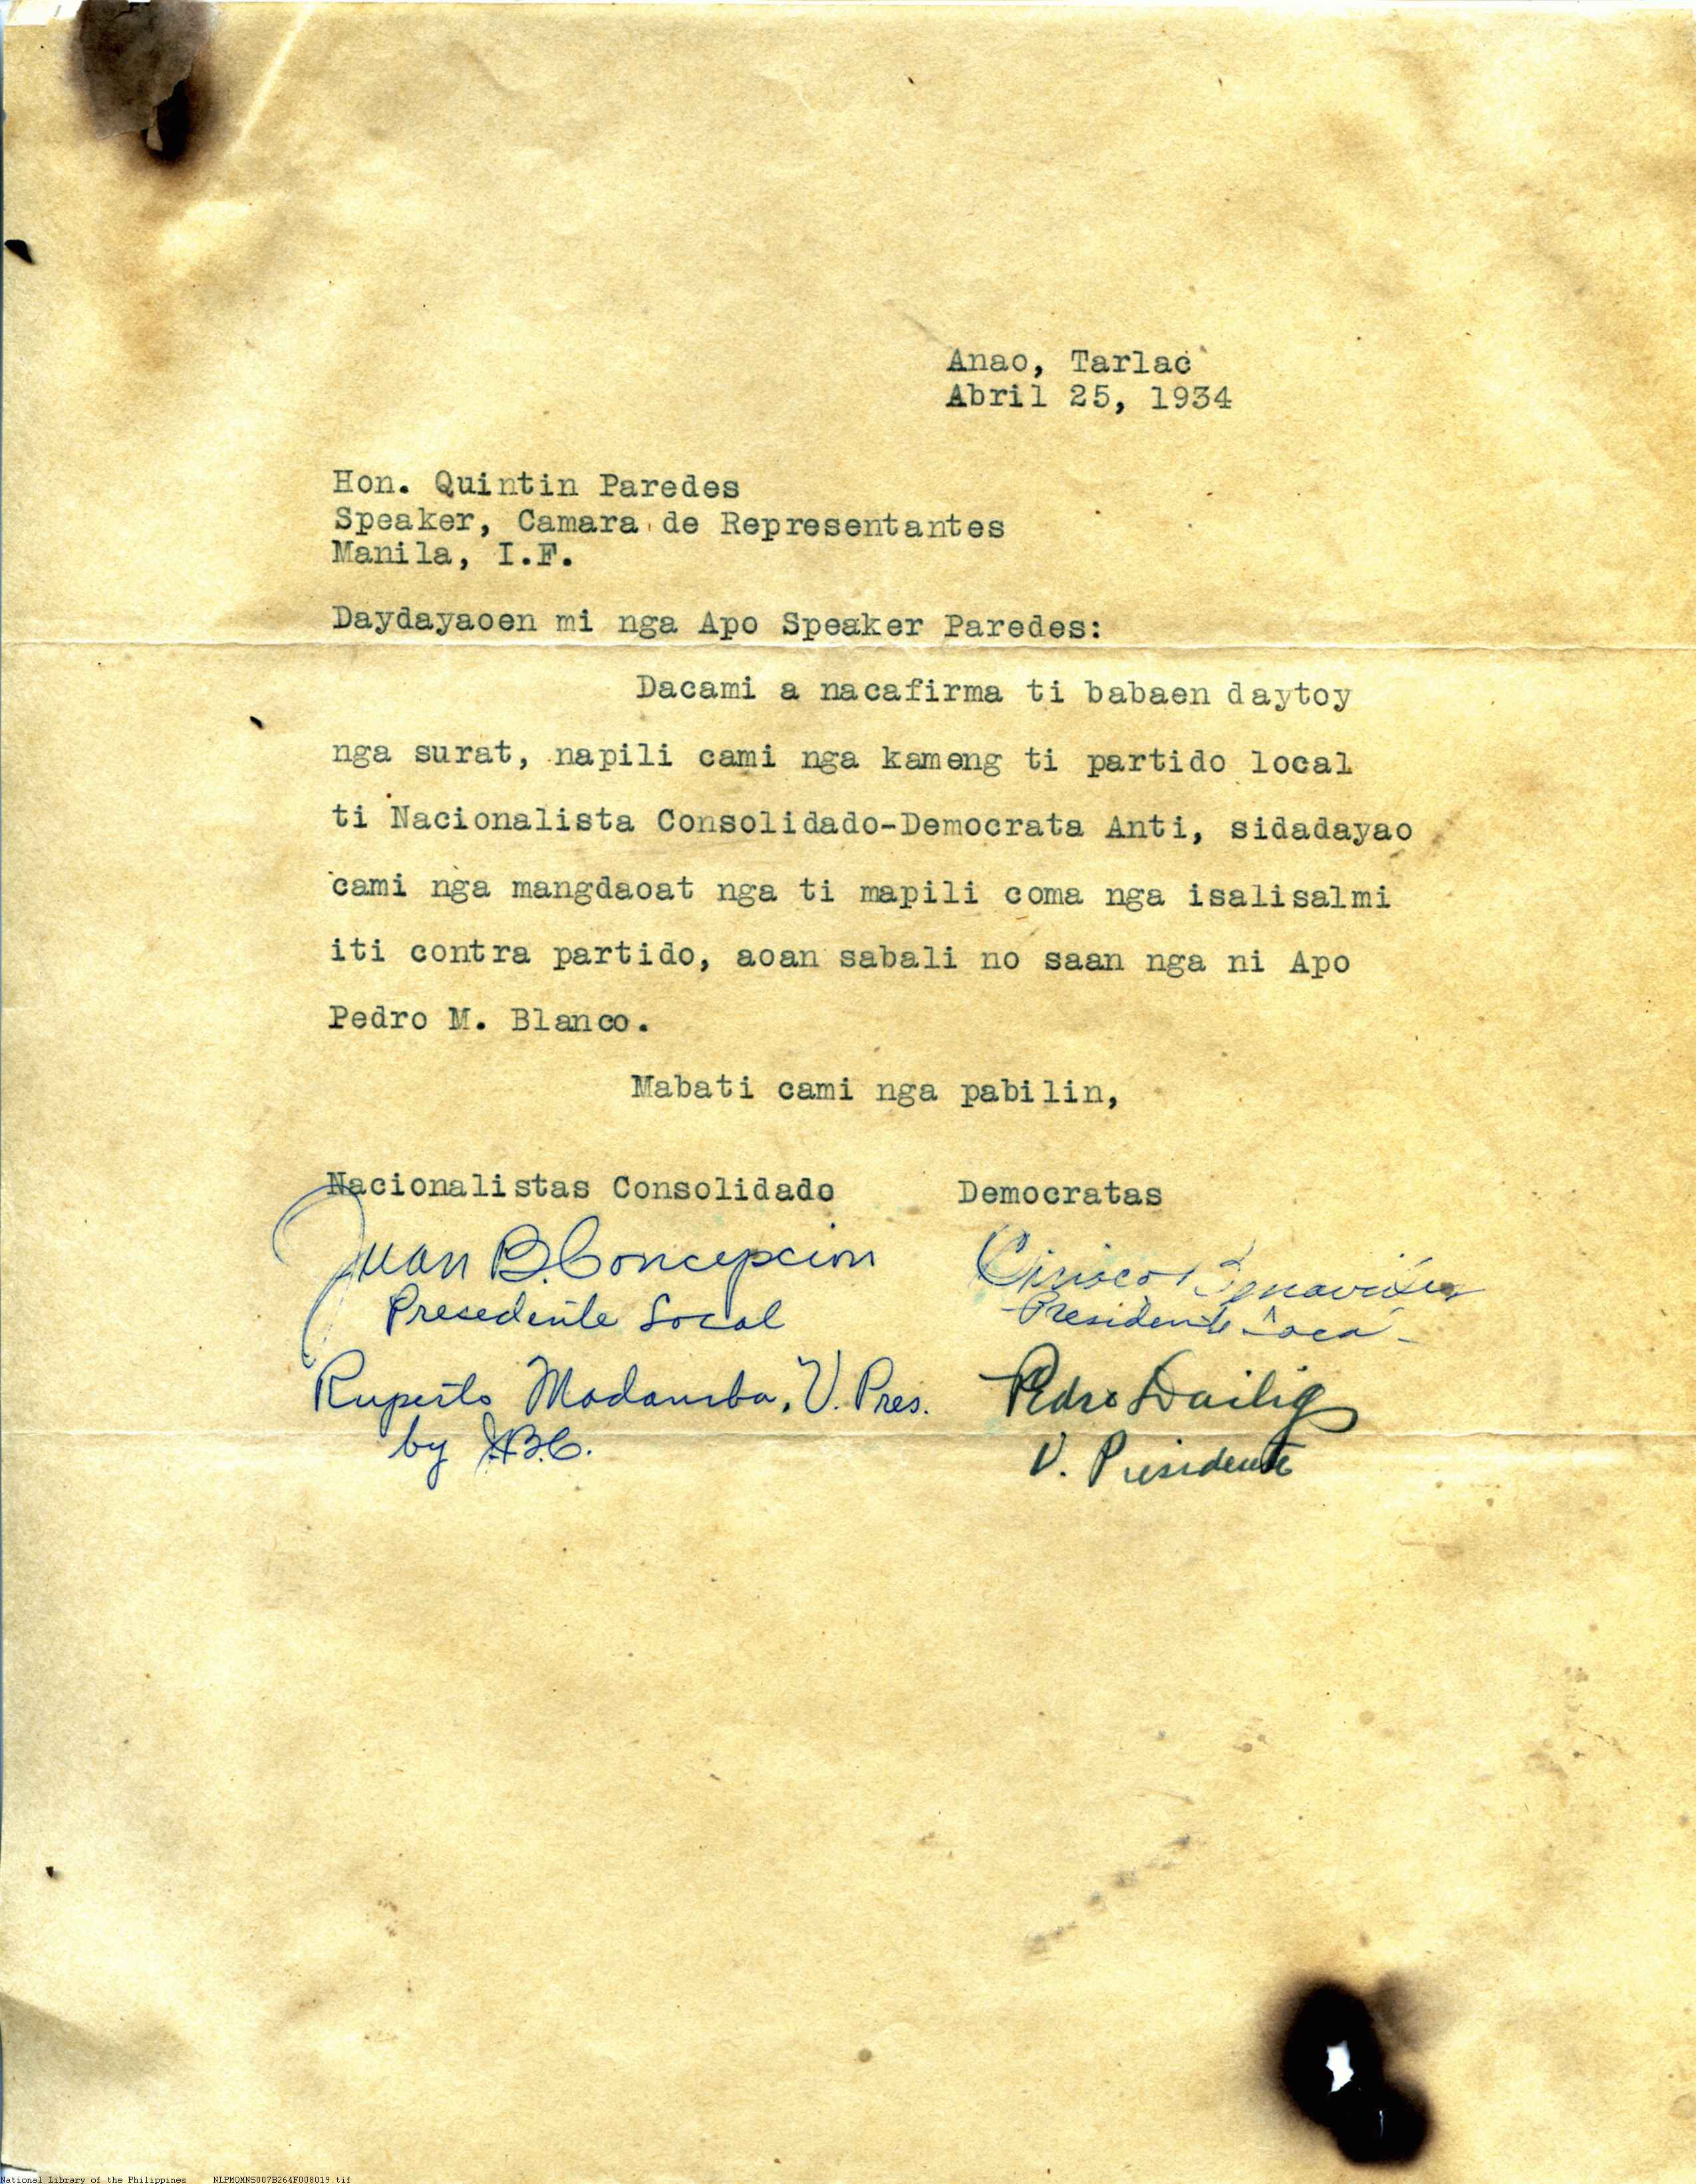 Anao, Tarlac
Abril 25, 1934
Hon. Quintin Paredes
Speaker, Camara de Representantes
Manila, I.F.
Daydayaoen mi nga Apo Speaker Paredes:
Dacami a nacafirma ti babaen daytoy
nga surat, napili cami nga kameng ti partido local
ti Nacionalista Consolidado-Democrata Anti, sidadayao
cami nga mangdaoat nga ti mapili coma nga isalisalmi
iti contra partido, aoan sabali no saan nga ni Apo
Pedro M. Blanco.
Mabati cami nga pabilin,
Nacionalistas Consolidado Democratas
Juan B. Concepcion
Presedente Local
Presidente
Ruperto Madamba, V. Pres. Pedro Dailig
by J.B.C.
V. Presidente
National Library of the Philippines NLPMQMNS007B264F008019.tif